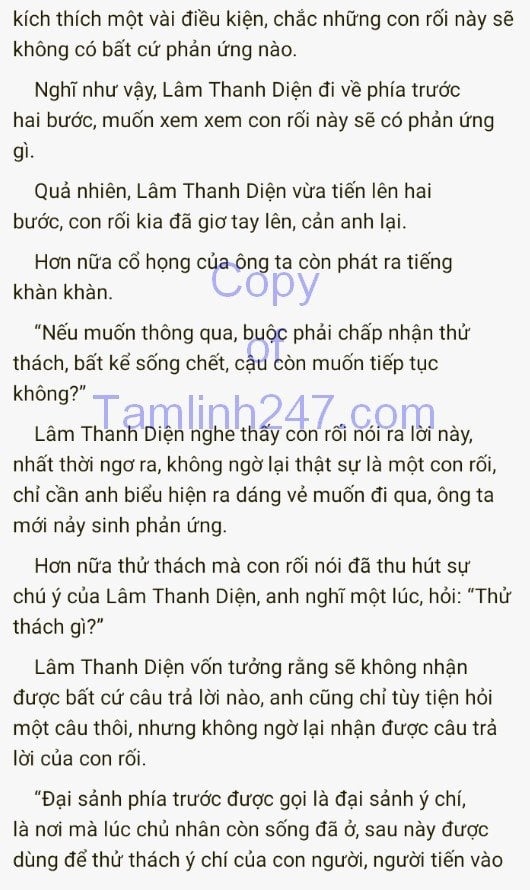 kích thích một vài điều kiện, chắc những con rối này sẽ
không có bất cứ phản ứng nào.
Nghĩ như vậy, Lâm Thanh Diện đi về phía trước
hai bước, muốn xem xem con rối này sẽ có phản ứng
gì.
Quả nhiên, Lâm Thanh Diện vừa tiến lên hai
bước, con rối kia đã giơ tay lên, cản anh lại.
Hơn nữa cổ họng của ông ta còn phát ra tiếng
khàn khàn.
Copy
“Nếu muốn thông qua, buộc phải chấp nhận thử
thách, bất kể sống chết, cậu còn muốn tiếp tục
of
không?”
Tamlinh247.com
Lâm Thanh Diện nghe thấy con rối nói ra lời này,
nhất thời ngơ ra, không ngờ lại thật sự là một con rối,
chỉ cần anh biểu hiện ra dáng vẻ muốn đi qua, ông ta
mới nảy sinh phản ứng.
Hơn nữa thử thách mà con rối nói đã thu hút sự
chú ý của Lâm Thanh Diện, anh nghĩ một lúc, hỏi: “Thử
thách gì?”
Lâm Thanh Diện vốn tưởng rằng sẽ không nhận
được bất cứ câu trả lời nào, anh cũng chỉ tùy tiện hỏi
một câu thôi, nhưng không ngờ lại nhận được câu trả
lời của con rối.
“Đại sảnh phía trước được gọi là đại sảnh ý chí,
là nơi mà lúc chủ nhân còn sống đã ở, sau này được
dùng để thử thách ý chí của con người, người tiến vào